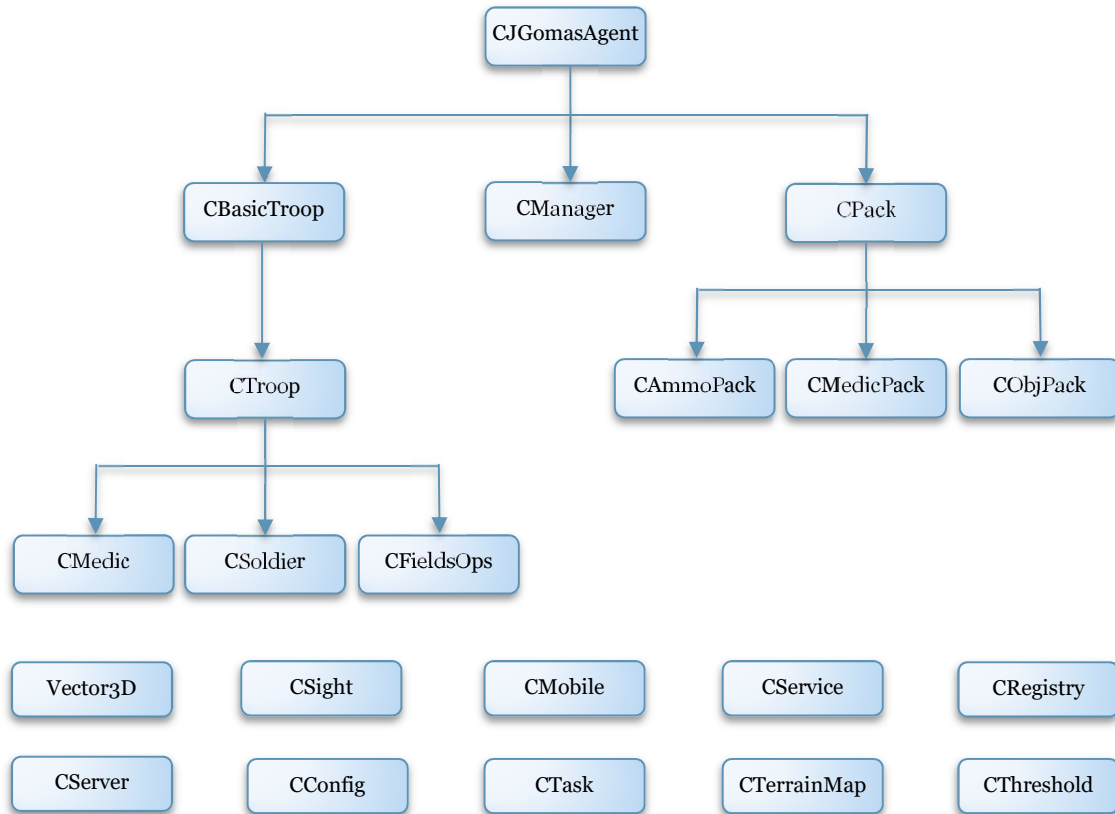 CJGomasAgent
CBasicTroop
CManager
CPack
CTroop
CAmmoPack
CMedicPack
CObjPack
CMedic
CSoldier
CFieldsOps
Vector3D
CSight
CMobile
CService
CRegistry
CServer
CConfig
CTask
CTerrainMap
CThreshold